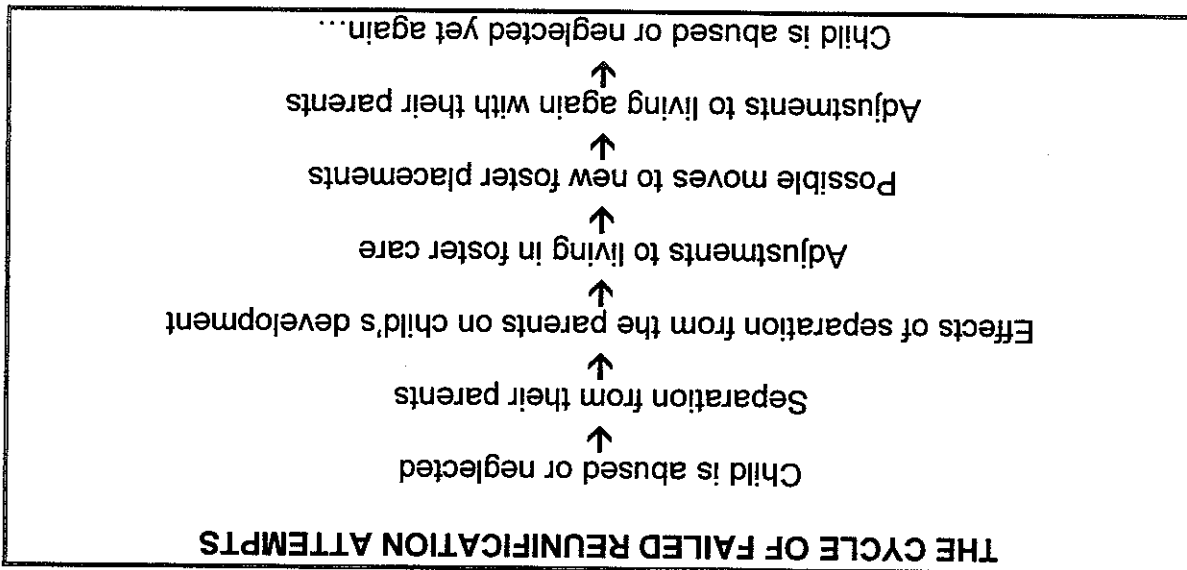 THE CYCLE OF FAILED REUNIFICATION ATTEMPTS
Child is abused or neglected
↓
Separation from their parents
↓
Effects of separation from the parents on child's development
↓
Adjustments to living in foster care
↓
Possible moves to new foster placements
↓
Adjustments to living again with their parents
↓
Child is abused or neglected yet again...